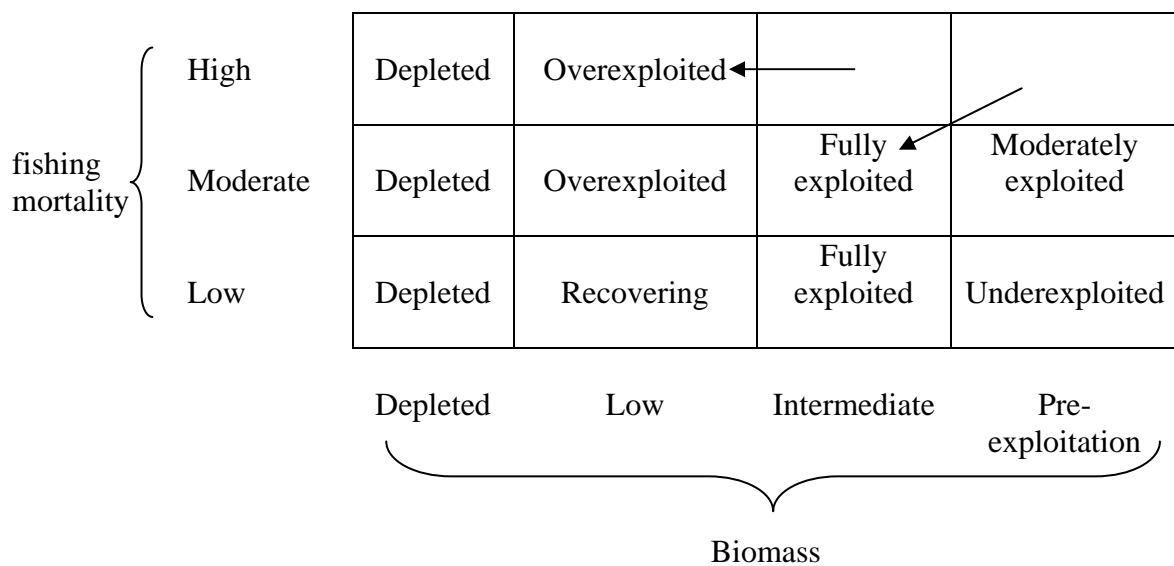 High
Depleted
Overexploited
fishing
mortality
Moderate
Depleted
Overexploited
Fully
exploited
Moderately
exploited
Low
Depleted
Recovering
Fully
exploited
Underexploited
Depleted
Low
Intermediate
Pre-
exploitation
Biomass